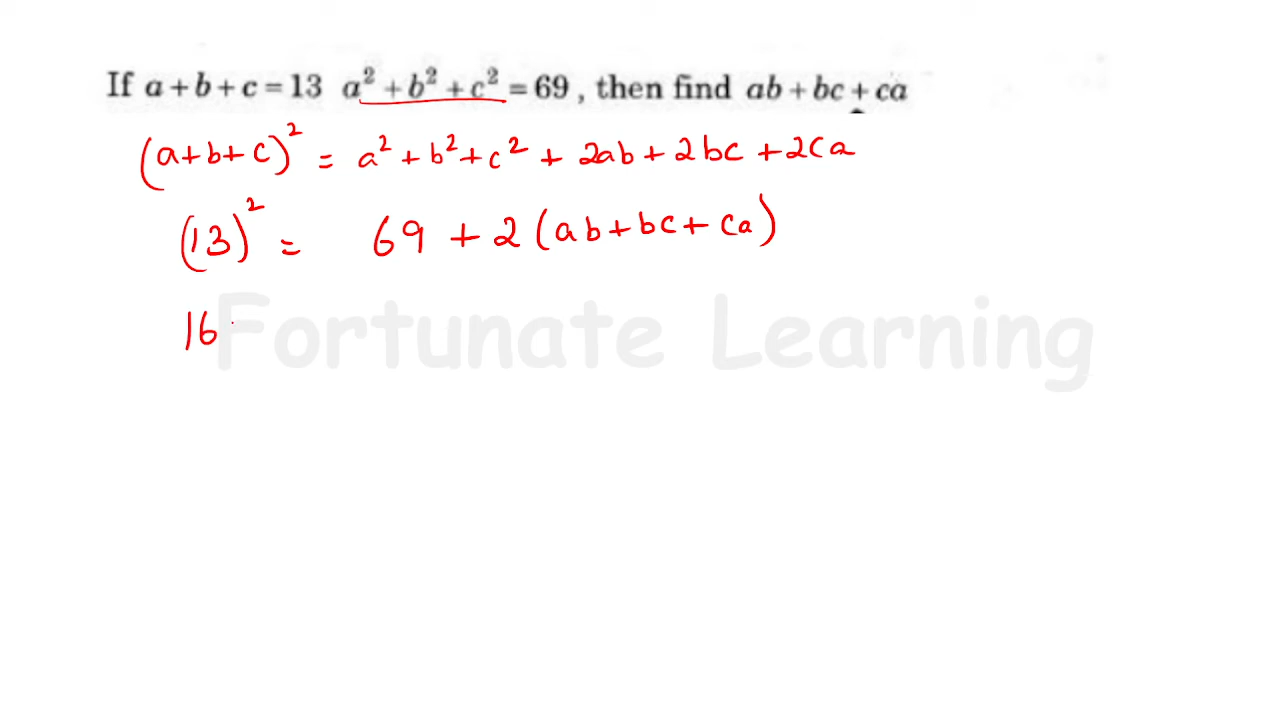 If a + b + c = 13 a² + b² + c² = 69 , then find ab + bc + ca
(a+b+c)² = a² + b² + c² + 2ab + 2bc + 2ca
(13)² = 69 + 2 (ab + bc + ca)
16
Fortunate Learning